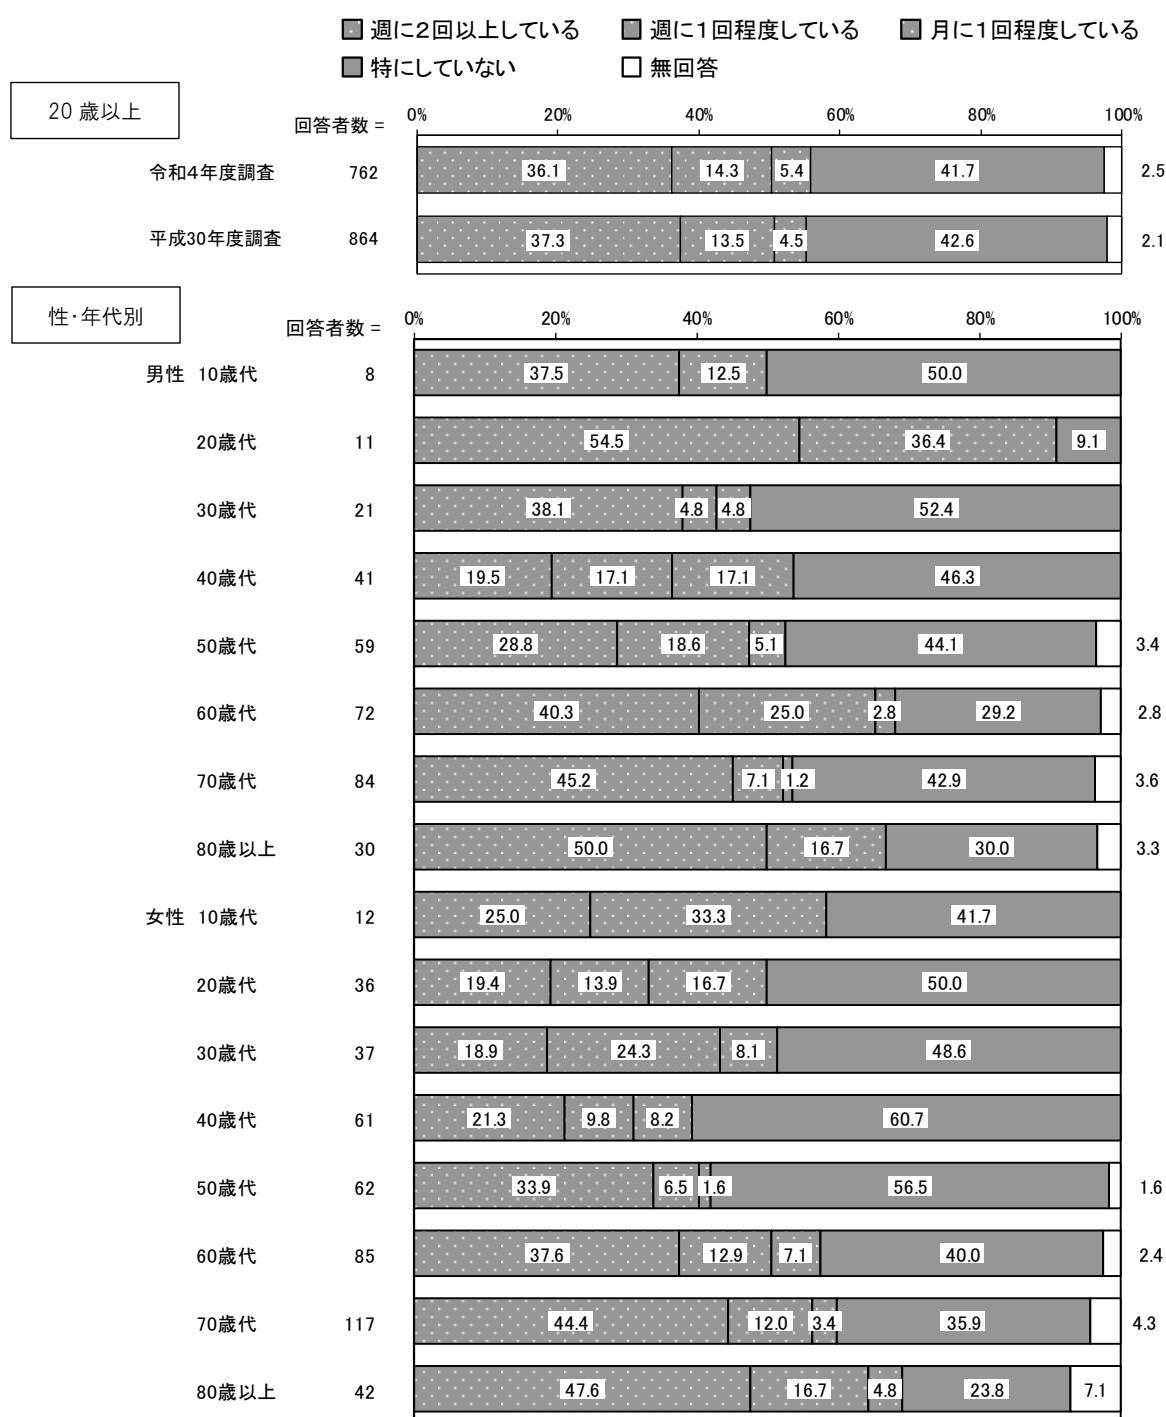 週に2回以上している 週に1回程度している 月に1回程度している
特にしていない 無回答
20 歳以上
回答者数 = 0% 20% 40% 60% 80% 100%
令和4年度調査 762 36.1 14.3 5.4 41.7 2.5
平成30年度調査 864 37.3 13.5 4.5 42.6 2.1
性・年代別
回答者数 = 0% 20% 40% 60% 80% 100%
男性 10歳代 8 37.5 12.5 50.0
20歳代 11 54.5 36.4 9.1
30歳代 21 38.1 4.8 4.8 52.4
40歳代 41 19.5 17.1 17.1 46.3
50歳代 59 28.8 18.6 5.1 44.1 3.4
60歳代 72 40.3 25.0 2.8 29.2 2.8
70歳代 84 45.2 7.1 1.2 42.9 3.6
80歳以上 30 50.0 16.7 30.0 3.3
女性 10歳代 12 25.0 33.3 41.7
20歳代 36 19.4 13.9 16.7 50.0
30歳代 37 18.9 24.3 8.1 48.6
40歳代 61 21.3 9.8 8.2 60.7
50歳代 62 33.9 6.5 1.6 56.5 1.6
60歳代 85 37.6 12.9 7.1 40.0 2.4
70歳代 117 44.4 12.0 3.4 35.9 4.3
80歳以上 42 47.6 16.7 4.8 23.8 7.1